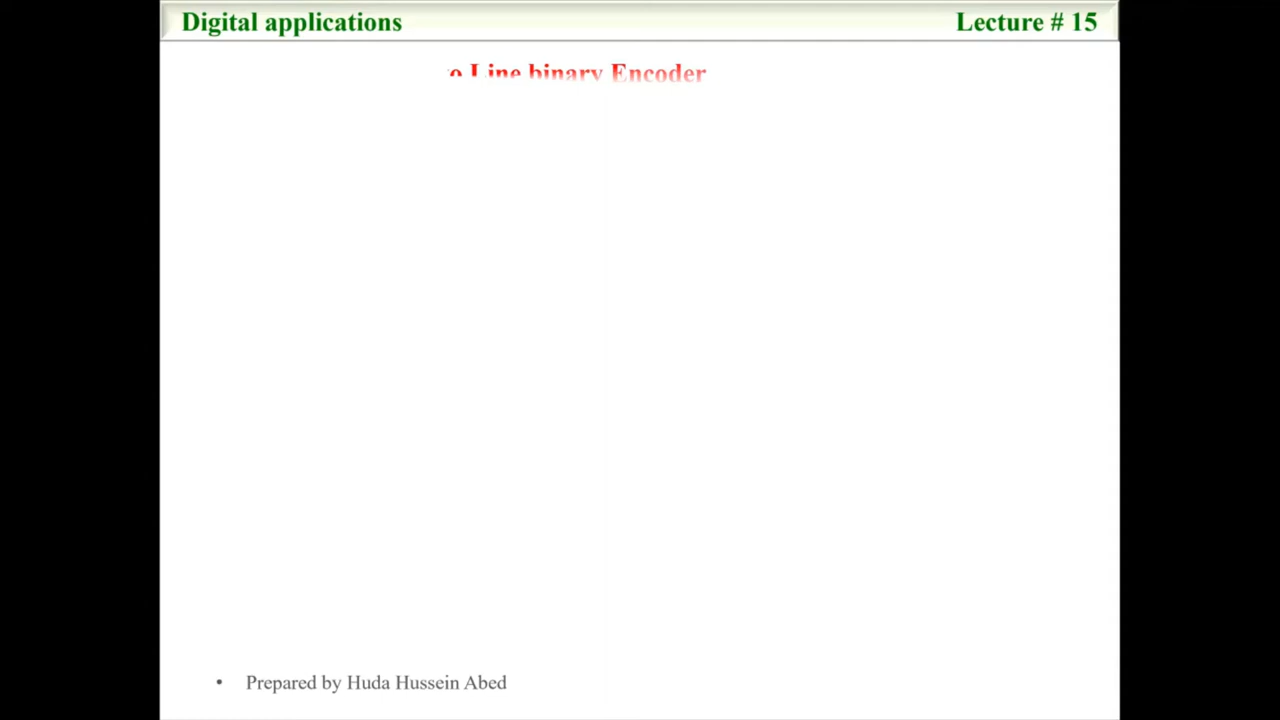 Digital applications
Lecture # 15
o Line binary Encoder
• Prepared by Huda Hussein Abed